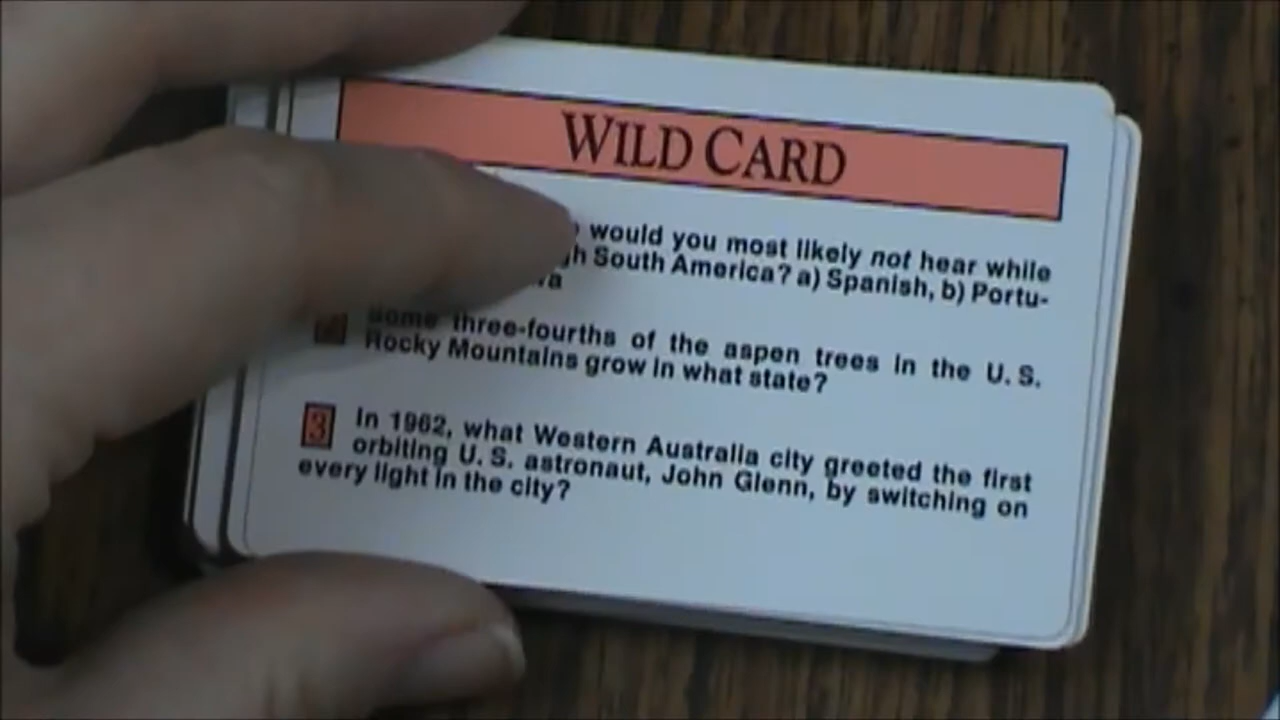 WILD CARD
would you most likely not hear while
South America? a) Spanish, b) Portu-
Some three-fourths of the aspen trees in the U. S.
Rocky Mountains grow in what state?
3 In 1962, what Western Australia city greeted the first
orbiting U. S. astronaut, John Glenn, by switching on
every light in the city?